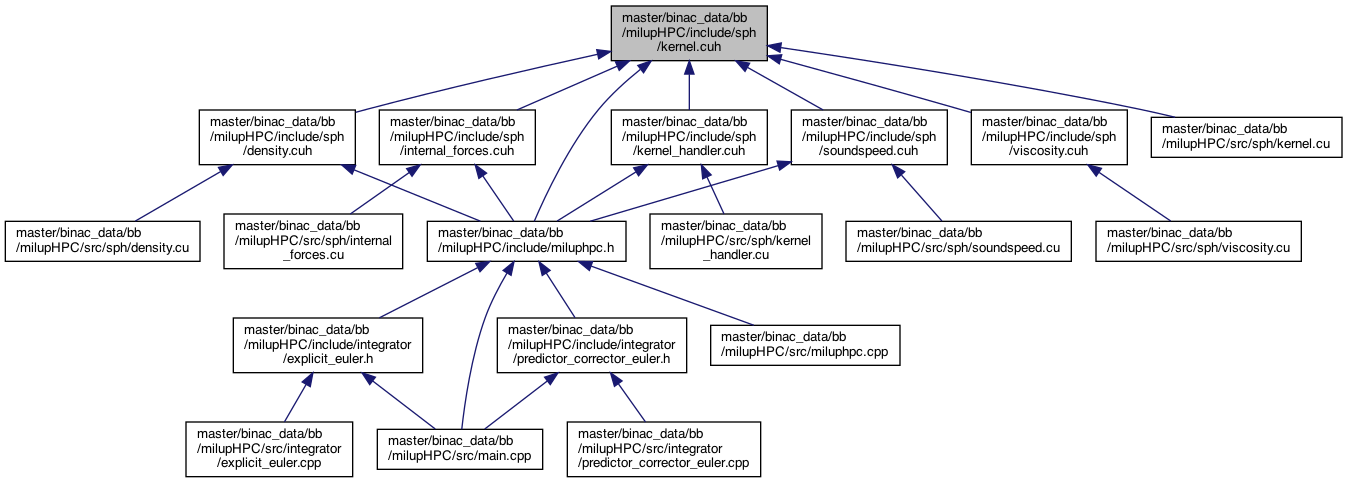 master/binac_data/bb
/milupHPC/include/sph
/kernel.cuh
master/binac_data/bb
/milupHPC/include/sph
/density.cuh
master/binac_data/bb
/milupHPC/include/sph
/internal_forces.cuh
master/binac_data/bb
/milupHPC/include/sph
/kernel_handler.cuh
master/binac_data/bb
/milupHPC/include/sph
/soundspeed.cuh
master/binac_data/bb
/milupHPC/include/sph
/viscosity.cuh
master/binac_data/bb
/milupHPC/src/sph/kernel.cu
master/binac_data/bb
/milupHPC/src/sph/density.cu
master/binac_data/bb
/milupHPC/src/sph/internal
_forces.cu
master/binac_data/bb
/milupHPC/include/miluphpc.h
master/binac_data/bb
/milupHPC/src/sph/kernel
_handler.cu
master/binac_data/bb
/milupHPC/src/sph/soundspeed.cu
master/binac_data/bb
/milupHPC/src/sph/viscosity.cu
master/binac_data/bb
/milupHPC/include/integrator
/explicit_euler.h
master/binac_data/bb
/milupHPC/include/integrator
/predictor_corrector_euler.h
master/binac_data/bb
/milupHPC/src/miluphpc.cpp
master/binac_data/bb
/milupHPC/src/integrator
/explicit_euler.cpp
master/binac_data/bb
/milupHPC/src/main.cpp
master/binac_data/bb
/milupHPC/src/integrator
/predictor_corrector_euler.cpp